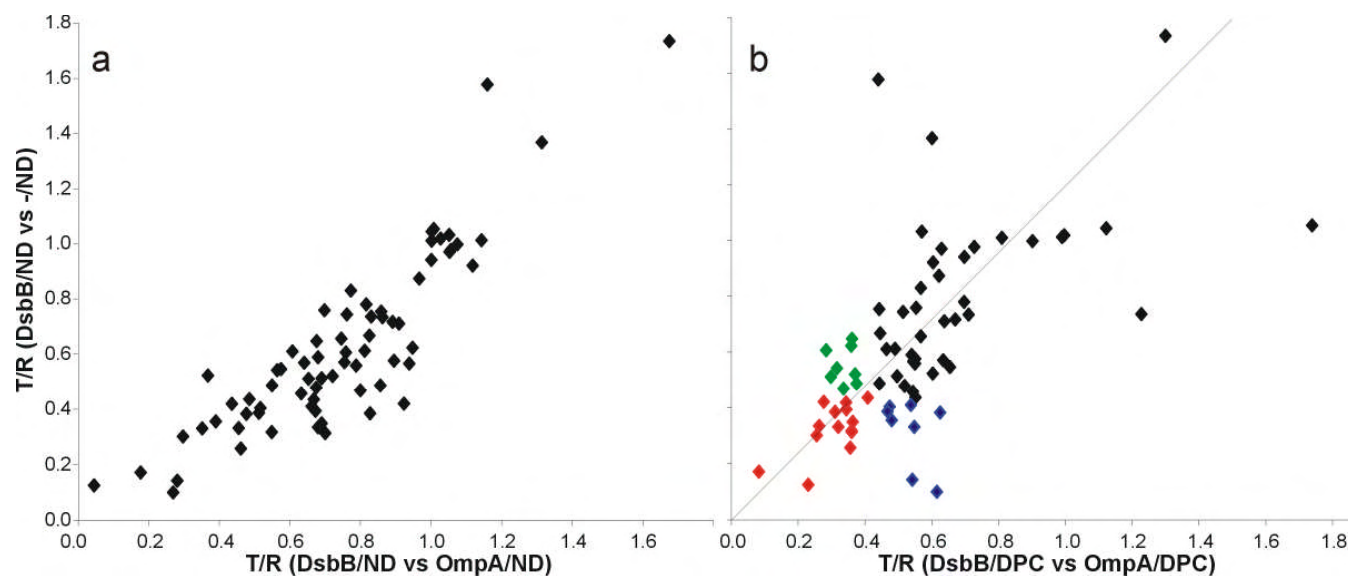 a
b
T/R (DsbB/ND vs -/ND)
1.8
1.6
1.4
1.2
1.0
0.8
0.6
0.4
0.2
0.0
0.0 0.2 0.4 0.6 0.8 1.0 1.2 1.4 1.6
0.0 0.2 0.4 0.6 0.8 1.0 1.2 1.4 1.6 1.8
T/R (DsbB/ND vs OmpA/ND)
T/R (DsbB/DPC vs OmpA/DPC)